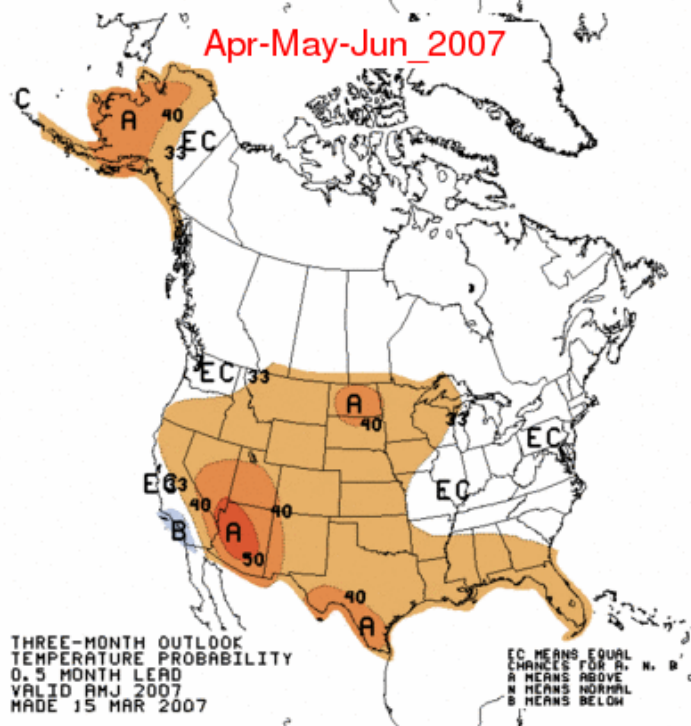 Apr-May-Jun_2007
C
A
40
EC
33
EC
33
A
40
33
EC
EC
33
40
EC
40
B
A
50
40
A
THREE-MONTH OUTLOOK
TEMPERATURE PROBABILITY
0.5 MONTH LEAD
VALID AMJ 2007
MADE 15 MAR 2007
EC MEANS EQUAL
CHANCES FOR A, N, B
A MEANS ABOVE
N MEANS NORMAL
B MEANS BELOW